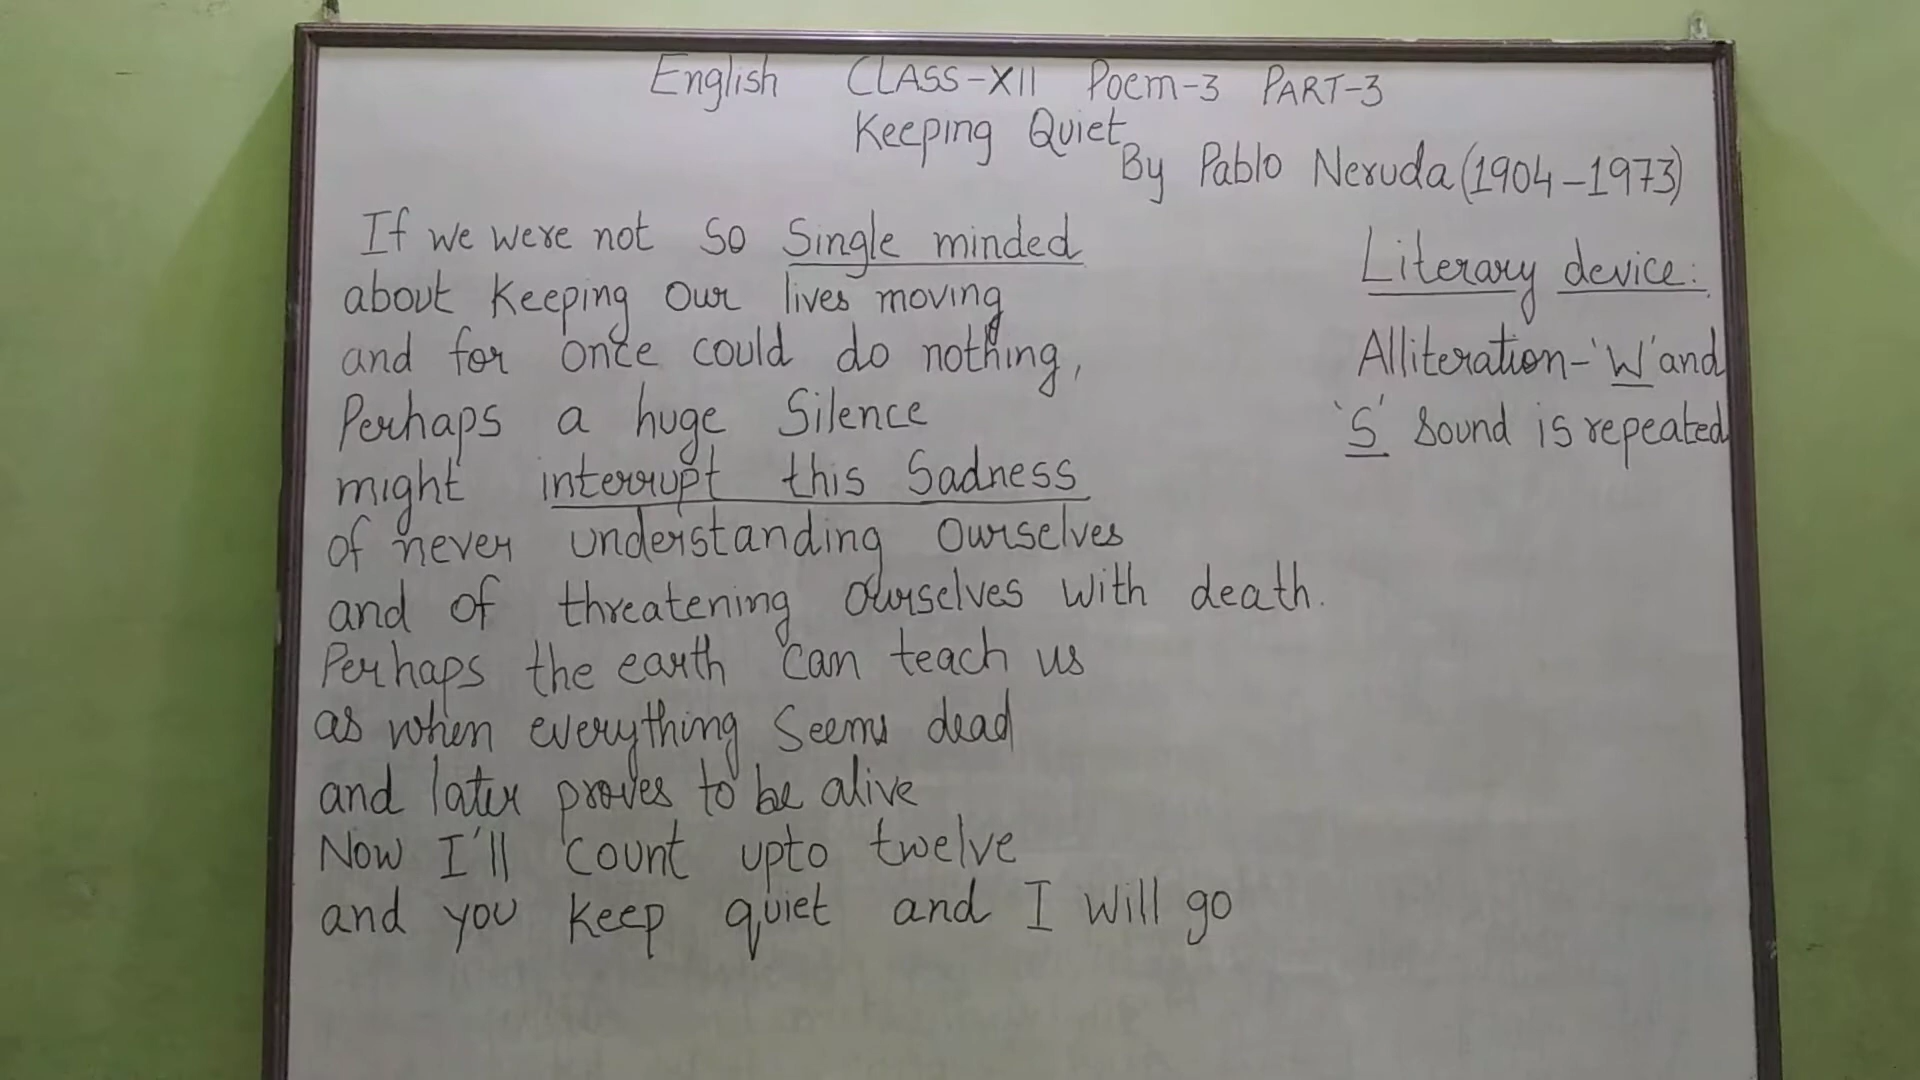 English CLASS-XII Poem-3 PART-3
Keeping Quiet
By Pablo Neruda (1904-1973)
If we were not so Single minded
about Keeping our lives moving
and for once could do nothing,
Perhaps a huge Silence
might interrupt this Sadness
of never understanding ourselves
and of threatening ourselves with death.
Perhaps the earth can teach us
as when everything seems dead
and later proves to be alive
Now I'll count upto twelve
and you Keep quiet and I will go
Literary device:
Alliteration-'W' and
'S' Sound is repeated